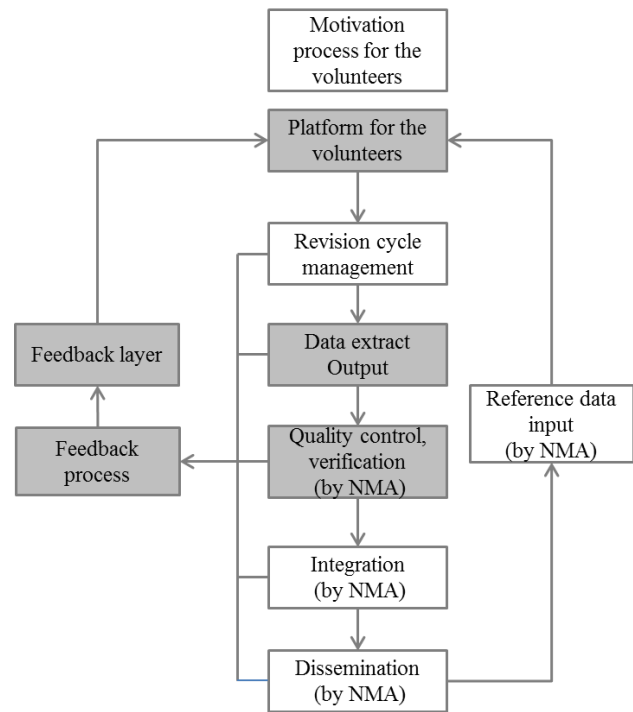 Motivation
process for the
volunteers
Platform for the
volunteers
Revision cycle
management
Data extract
Output
Feedback layer
Quality control,
verification
(by NMA)
Feedback
process
Reference data
input
(by NMA)
Integration
(by NMA)
Dissemination
(by NMA)